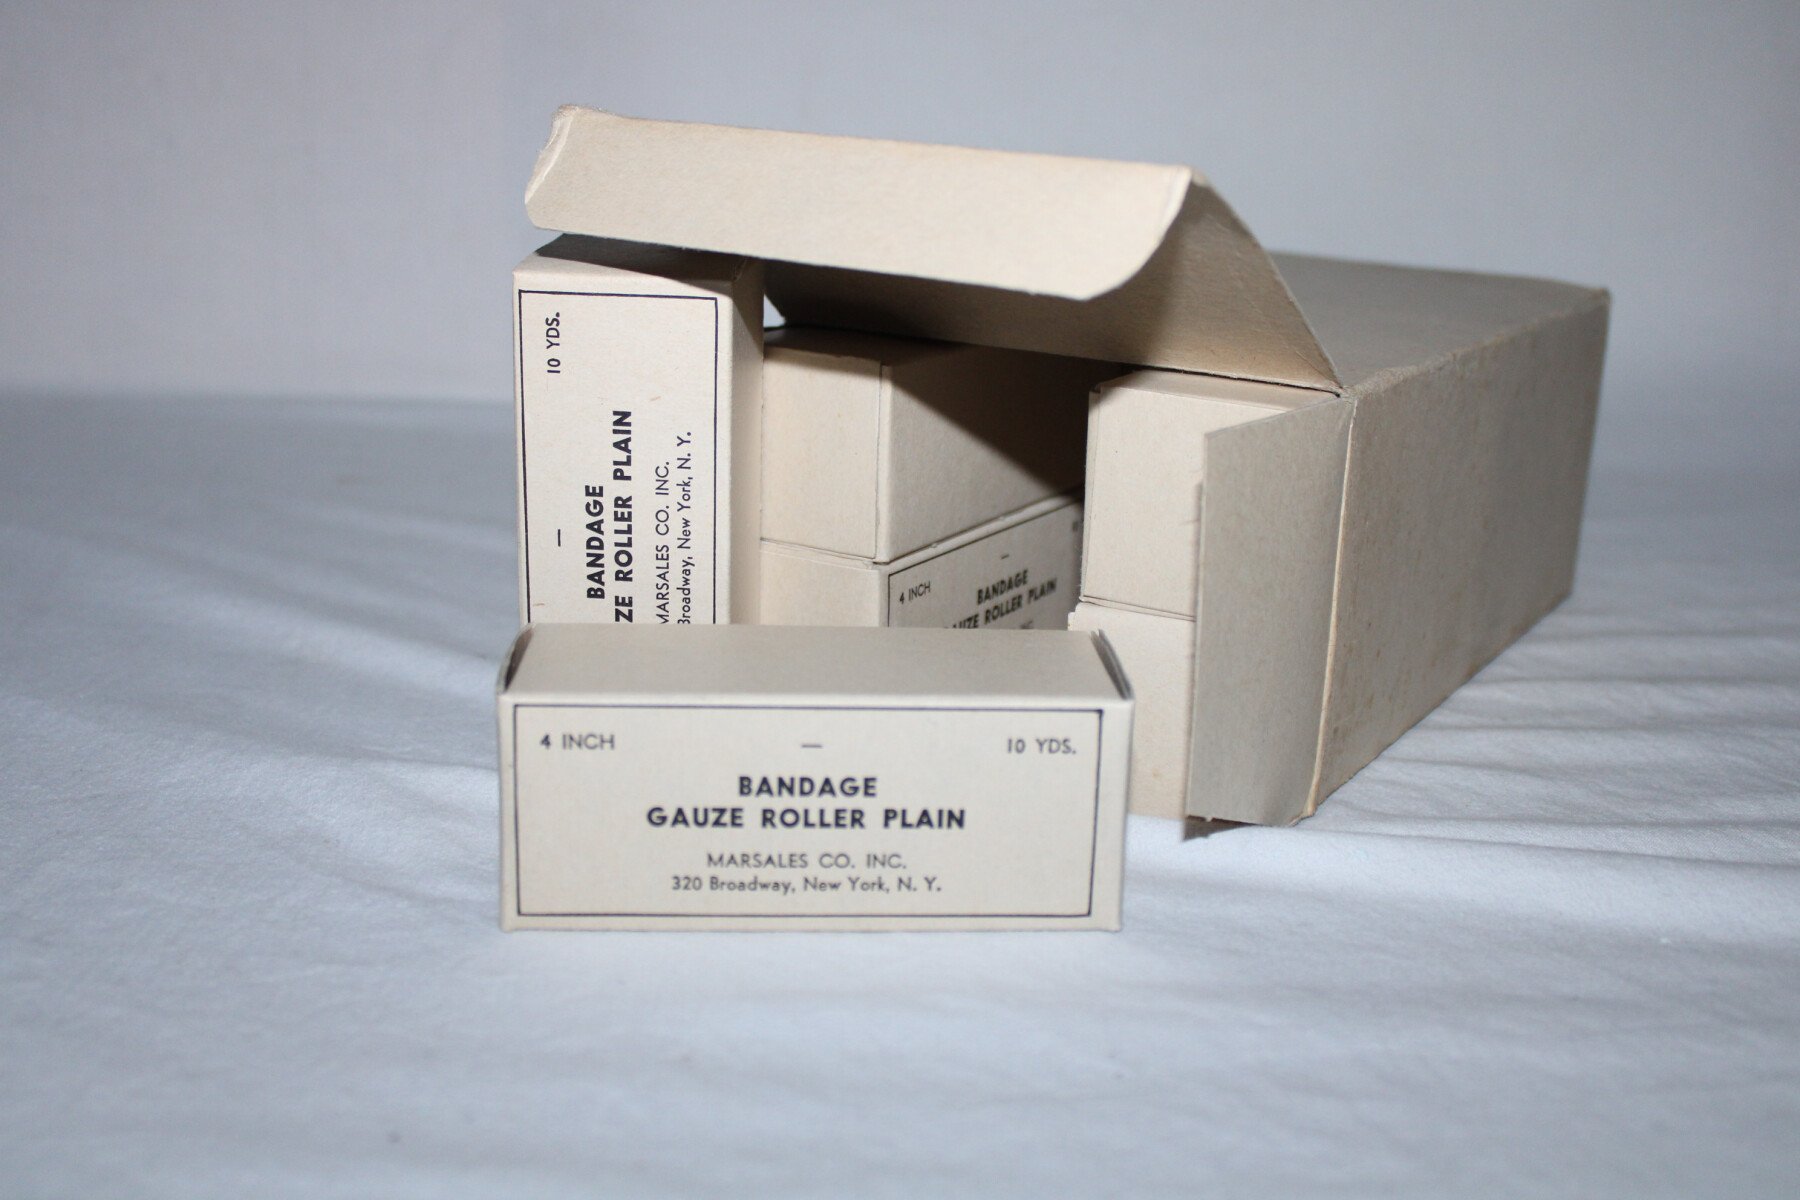 10 YDS.
—
BANDAGE
ZE ROLLER PLAIN
MARSALES CO. INC.
Broadway, New York, N. Y.
4 INCH
—
BANDAGE
GAUZE ROLLER PLAIN
4 INCH — 10 YDS.
BANDAGE
GAUZE ROLLER PLAIN
MARSALES CO. INC.
320 Broadway, New York, N. Y.